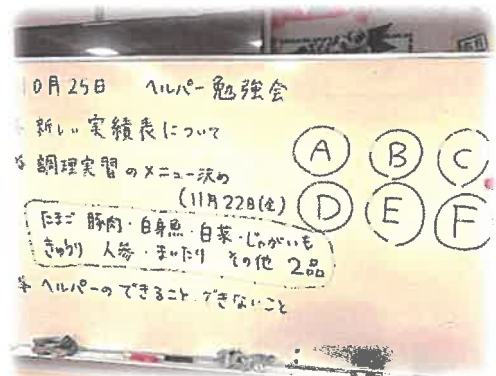 10月25日 ヘルパー勉強会
※ 新しい実績表について
※ 調理実習のメニュー決め
(11月22日(金)
たまご 豚肉・白身魚・白菜・じゃがいも
きゅうり 人参・まいたけ その他 2品
※ ヘルパーのできること できないこと
A B C
D E F